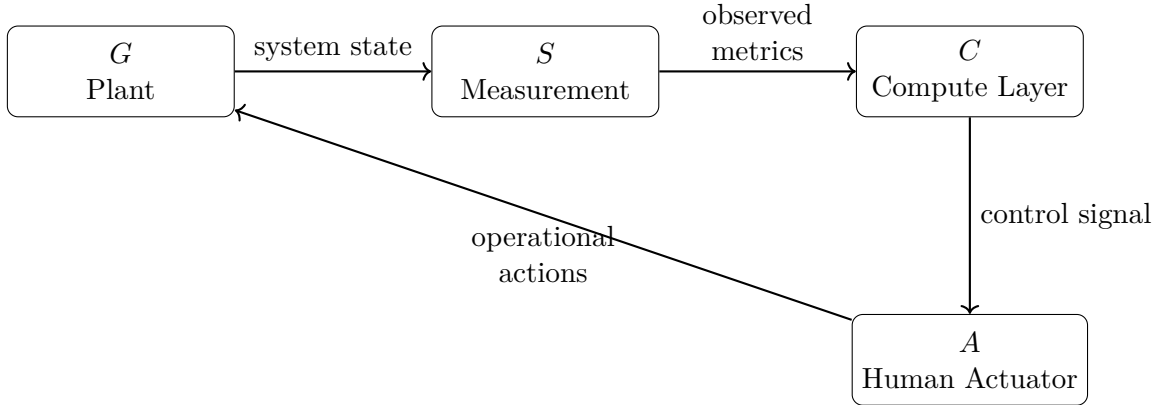 G
Plant
system state
S
Measurement
observed
metrics
C
Compute Layer
control signal
operational
actions
A
Human Actuator